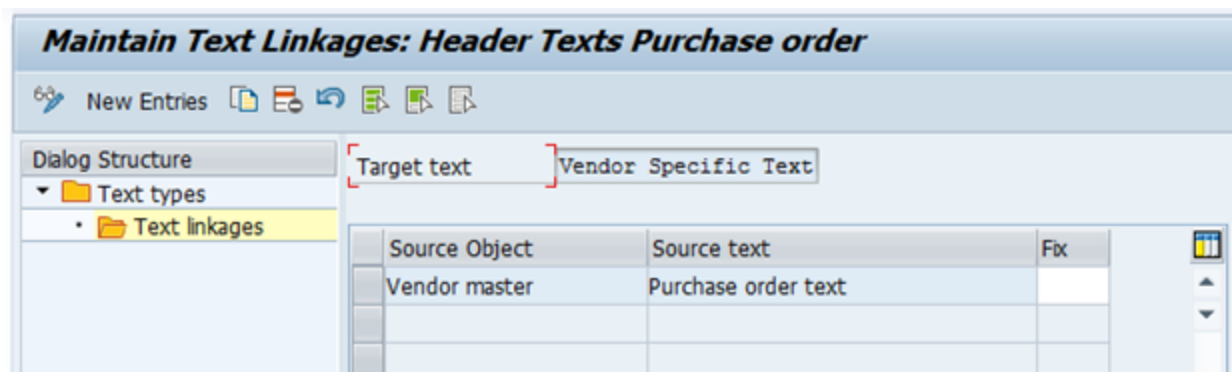 Maintain Text Linkages: Header Texts Purchase order
New Entries
Dialog Structure
Text types
Text linkages
Target text Vendor Specific Text
Source Object Source text Fix
Vendor master Purchase order text